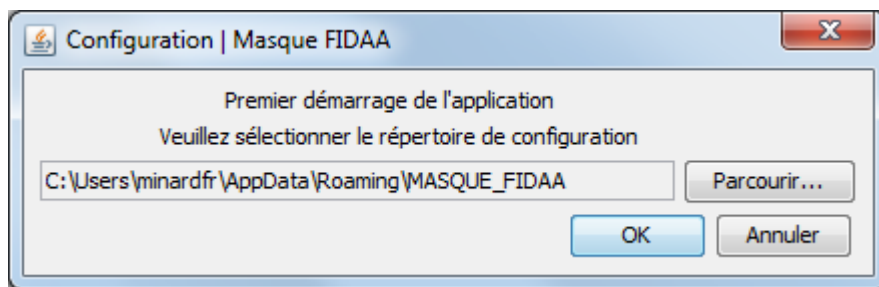 Configuration | Masque FIDAA
Premier démarrage de l'application
Veuillez sélectionner le répertoire de configuration
C:\Users\minardfr\AppData\Roaming\MASQUE_FIDAA
Parcourir...
OK
Annuler